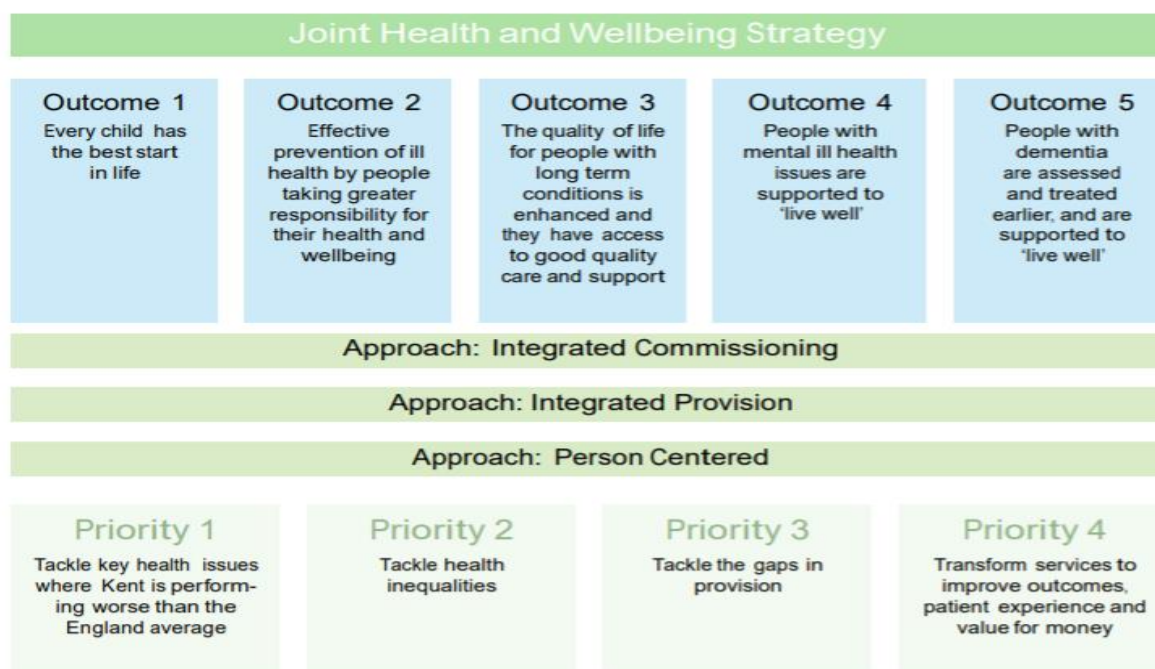 Joint Health and Wellbeing Strategy
Outcome 1
Every child has
the best start
in life
Outcome 2
Effective
prevention of ill
health by people
taking greater
responsibility for
their health and
wellbeing
Outcome 3
The quality of life
for people with
long term
conditions is
enhanced and
they have access
to good quality
care and support
Outcome 4
People with
mental ill health
issues are
supported to
‘live well’
Outcome 5
People with
dementia
are assessed
and treated
earlier, and are
supported to
‘live well’
Approach: Integrated Commissioning
Approach: Integrated Provision
Approach: Person Centered
Priority 1
Tackle key health issues
where Kent is perform-
ing worse than the
England average
Priority 2
Tackle health
inequalities
Priority 3
Tackle the gaps in
provision
Priority 4
Transform services to
improve outcomes,
patient experience and
value for money